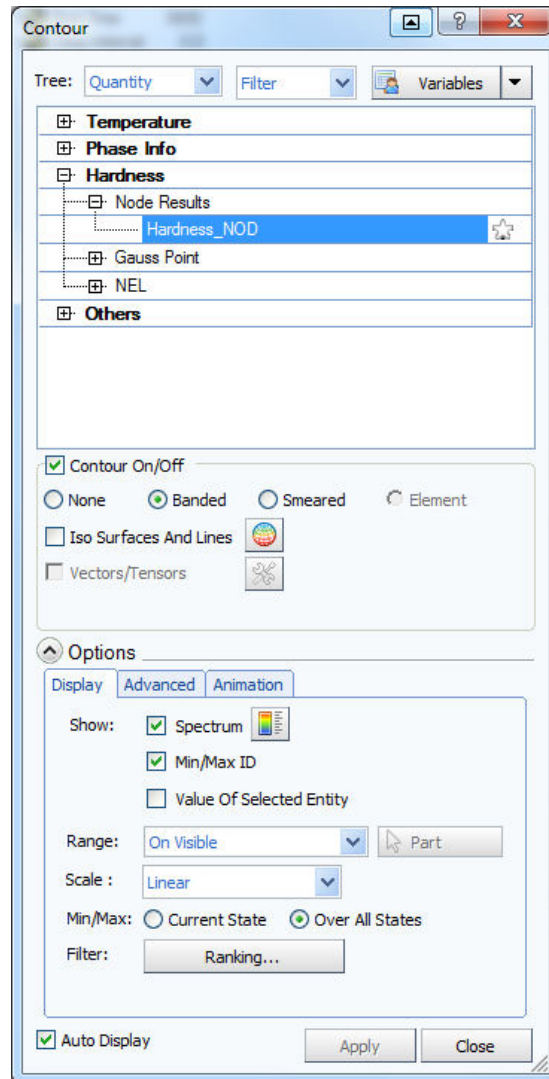 Contour
Tree: Quantity Filter Variables
Temperature
Phase Info
Hardness
Node Results
Hardness_NOD
Gauss Point
NEL
Others
Contour On/Off
None Banded Smeared Element
Iso Surfaces And Lines
Vectors/Tensors
Options
Display Advanced Animation
Show: Spectrum
Min/Max ID
Value Of Selected Entity
Range: On Visible Part
Scale : Linear
Min/Max: Current State Over All States
Filter: Ranking...
Auto Display Apply Close